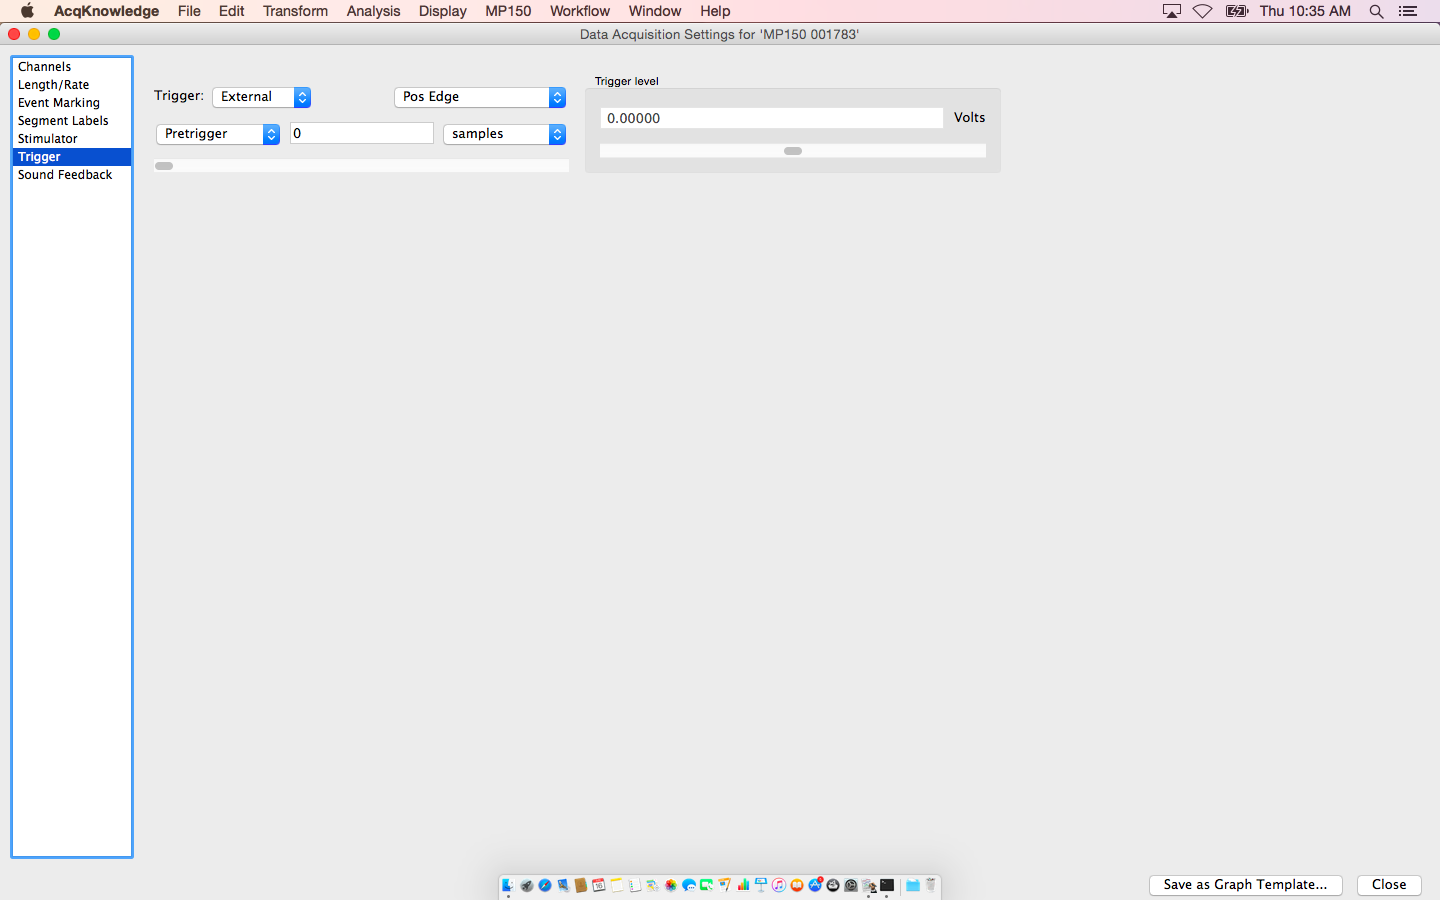 AcqKnowledge File Edit Transform Analysis Display MP150 Workflow Window Help Thu 10:35 AM
Data Acquisition Settings for 'MP150 001783'
Channels
Length/Rate
Event Marking
Segment Labels
Stimulator
Trigger
Sound Feedback
Trigger: External Pos Edge
Pretrigger 0 samples
Trigger level
0.00000 Volts
Save as Graph Template... Close